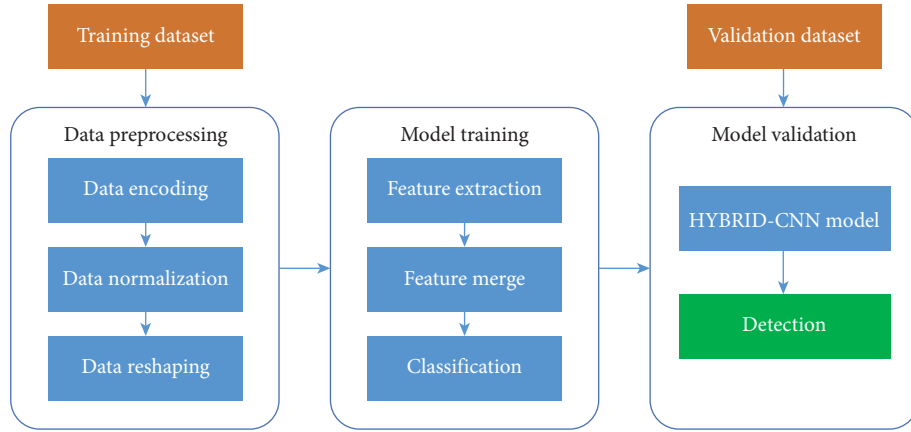 Training dataset
Validation dataset
Data preprocessing
Data encoding
Data normalization
Data reshaping
Model training
Feature extraction
Feature merge
Classification
Model validation
HYBRID-CNN model
Detection